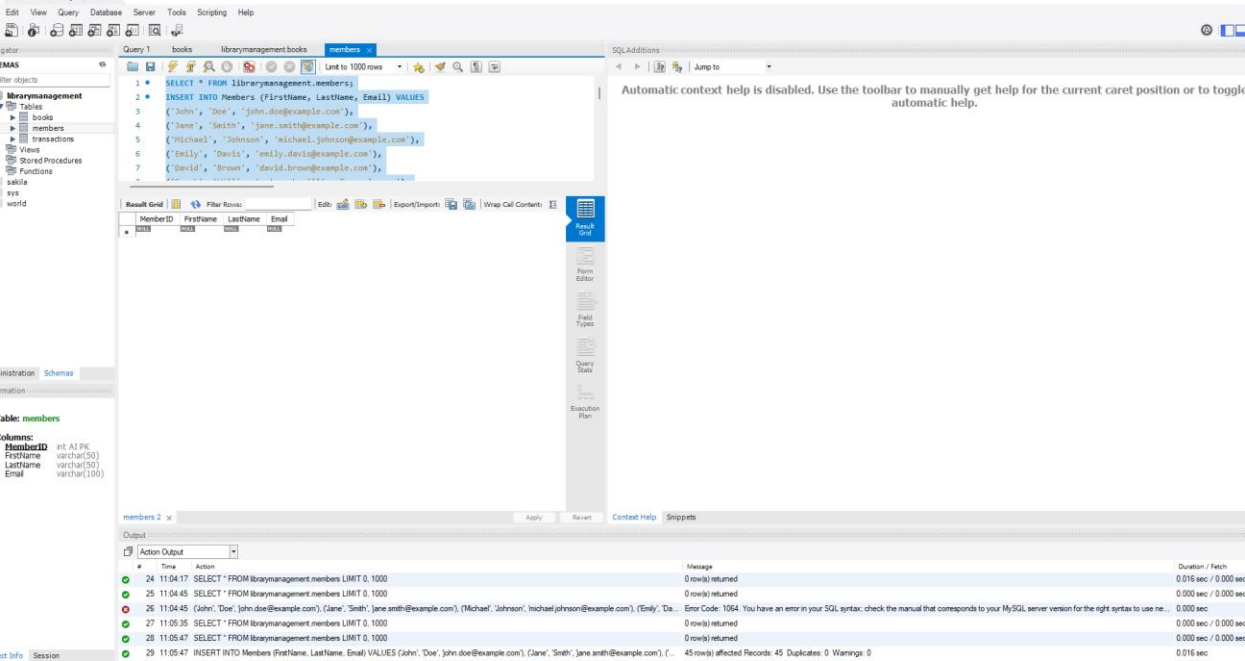 Edit View Query Database Server Tools Scripting Help
Query 1 books librarymanagement.books members
SQLAdditions
Limit to 1000 rows
Jump to
librarymanagement
Tables
books
members
transactions
Views
Stored Procedures
Functions
sakila
sys
world
1 SELECT * FROM librarymanagement.members;
2 INSERT INTO Members (FirstName, LastName, Email) VALUES
3 ('John', 'Doe', 'john.doe@example.com'),
4 ('Jane', 'Smith', 'jane.smith@example.com'),
5 ('Michael', 'Johnson', 'michael.johnson@example.com'),
6 ('Emily', 'Davis', 'emily.davis@example.com'),
7 ('David', 'Brown', 'david.brown@example.com'),
Automatic context help is disabled. Use the toolbar to manually get help for the current caret position or to toggle
automatic help.
Result Grid Filter Rows: Edit: Export/Import: Wrap Cell Content:
MemberID FirstName LastName Email
NULL NULL NULL NULL
Result
Grid
Form
Editor
Field
Types
Query
Stats
Execution
Plan
Schemas
members
MemberID int AI PK
FirstName varchar(50)
LastName varchar(50)
Email varchar(100)
members 2 Apply Revert Context Help Snippets
Output
Action Output
# Time Action Message Duration / Fetch
24 11:04:17 SELECT * FROM librarymanagement.members LIMIT 0, 1000 0 row(s) returned 0.016 sec / 0.000 sec
25 11:04:45 SELECT * FROM librarymanagement.members LIMIT 0, 1000 0 row(s) returned 0.000 sec / 0.000 sec
26 11:04:45 ('John', 'Doe', 'john.doe@example.com'), ('Jane', 'Smith', 'jane.smith@example.com'), ('Michael', 'Johnson', 'michael.johnson@example.com'), ('Emily', 'Da... Error Code: 1064. You have an error in your SQL syntax; check the manual that corresponds to your MySQL server version for the right syntax to use ne... 0.000 sec
27 11:05:35 SELECT * FROM librarymanagement.members LIMIT 0, 1000 0 row(s) returned 0.000 sec / 0.000 sec
28 11:05:47 SELECT * FROM librarymanagement.members LIMIT 0, 1000 0 row(s) returned 0.000 sec / 0.000 sec
29 11:05:47 INSERT INTO Members (FirstName, LastName, Email) VALUES ('John', 'Doe', 'john.doe@example.com'), ('Jane', 'Smith', 'jane.smith@example.com'), ('... 45 row(s) affected Records: 45 Duplicates: 0 Warnings: 0 0.016 sec
Session